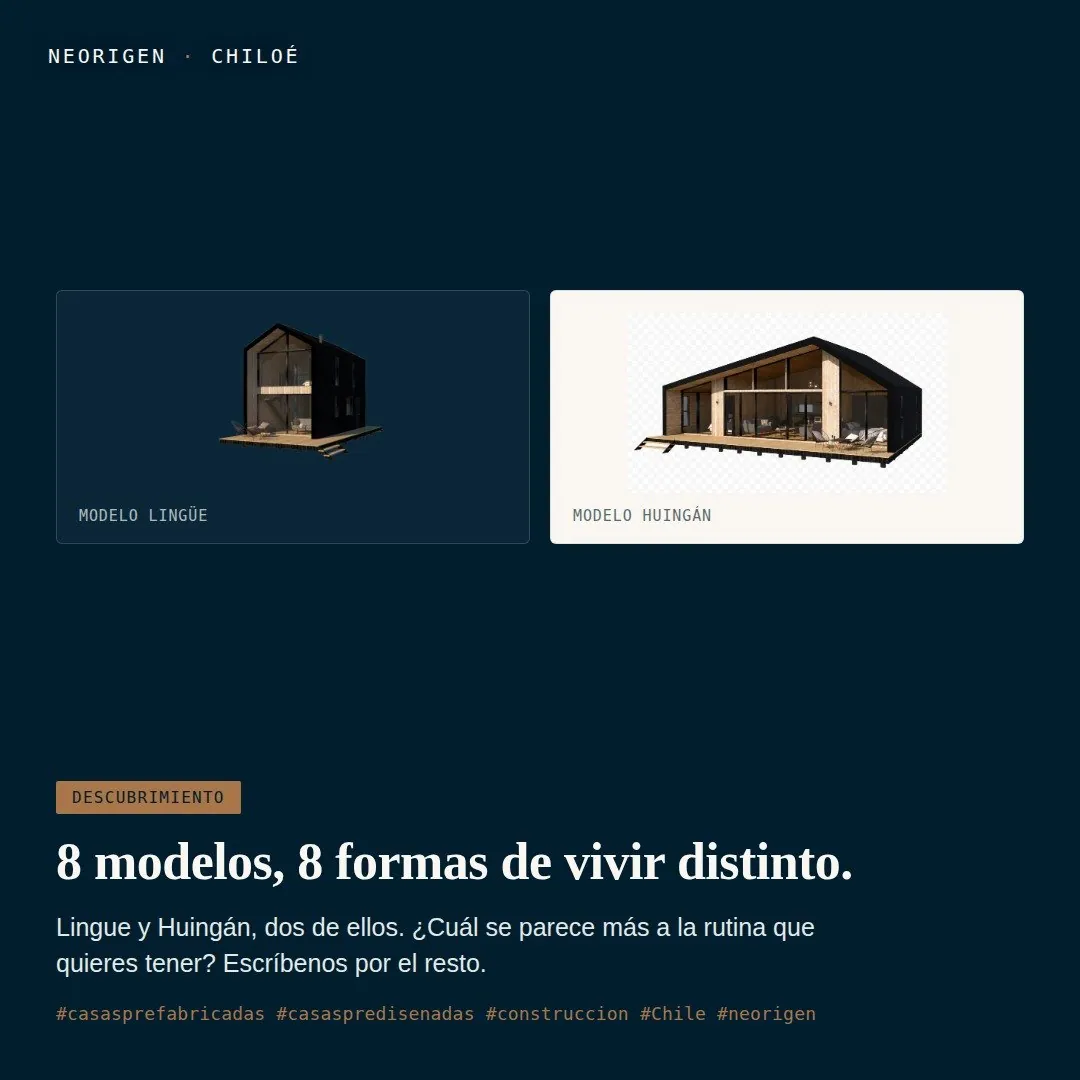 NEORIGEN · CHILOÉ
MODELO LINGÜE
MODELO HUINGÁN
DESCUBRIMIENTO
8 modelos, 8 formas de vivir distinto.
Lingue y Huingán, dos de ellos. ¿Cuál se parece más a la rutina que
quieres tener? Escríbenos por el resto.
#casasprefabricadas #casaspredisenadas #construccion #Chile #neorigen